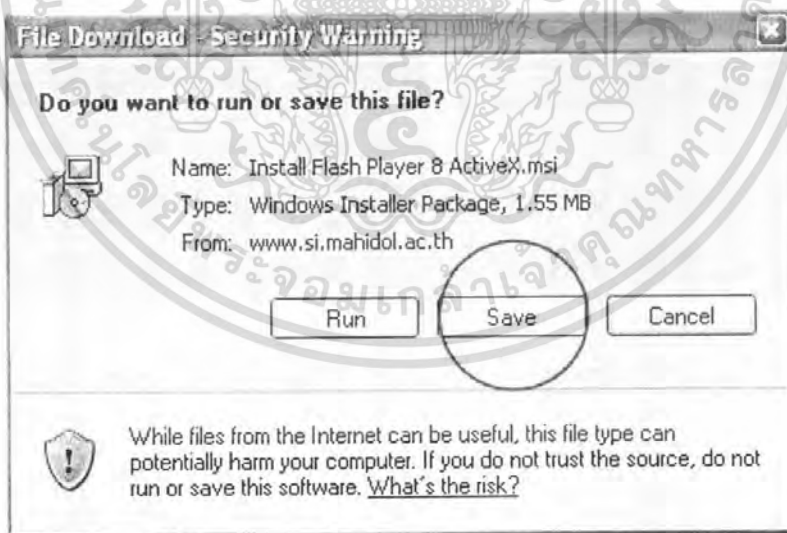 File Download - Security Warning
Do you want to run or save this file?
Name: Install Flash Player 8 ActiveX.msi
Type: Windows Installer Package, 1.55 MB
From: www.si.mahidol.ac.th
Run Save Cancel
While files from the Internet can be useful, this file type can
potentially harm your computer. If you do not trust the source, do not
run or save this software. What's the risk?